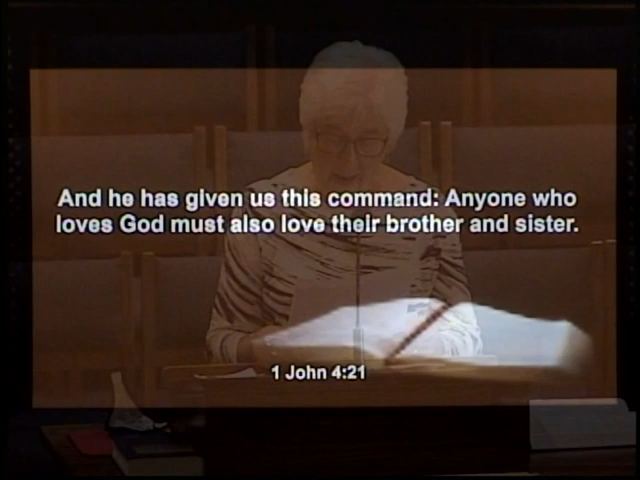 And he has given us this command: Anyone who
loves God must also love their brother and sister.
1 John 4:21